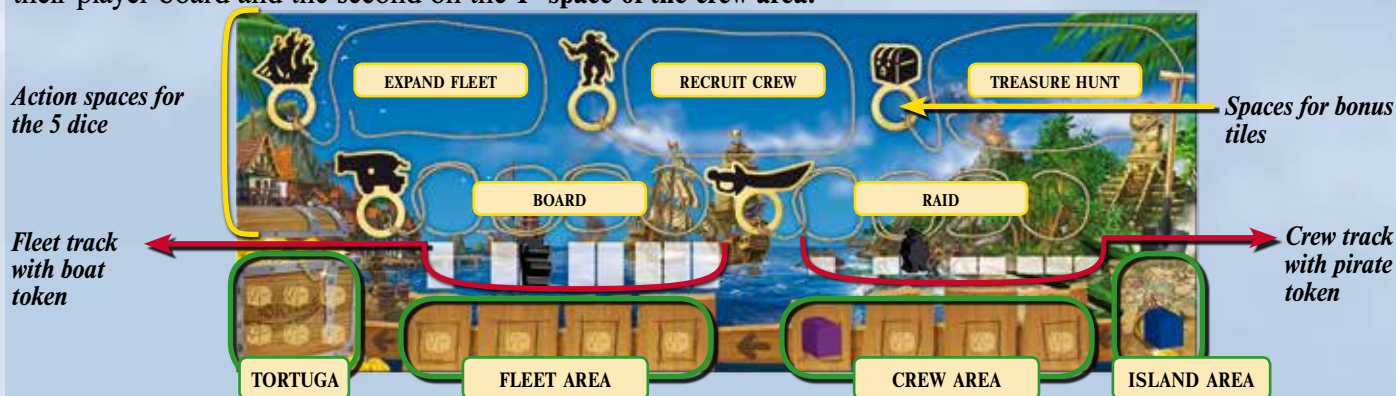 their player board and the second on the 1st space of the crew area.
EXPAND FLEET
RECRUIT CREW
TREASURE HUNT
Action spaces for
the 5 dice
Spaces for bonus
tiles
BOARD
RAID
Fleet track
with boat
token
Crew track
with pirate
token
TORTUGA
FLEET AREA
CREW AREA
ISLAND AREA